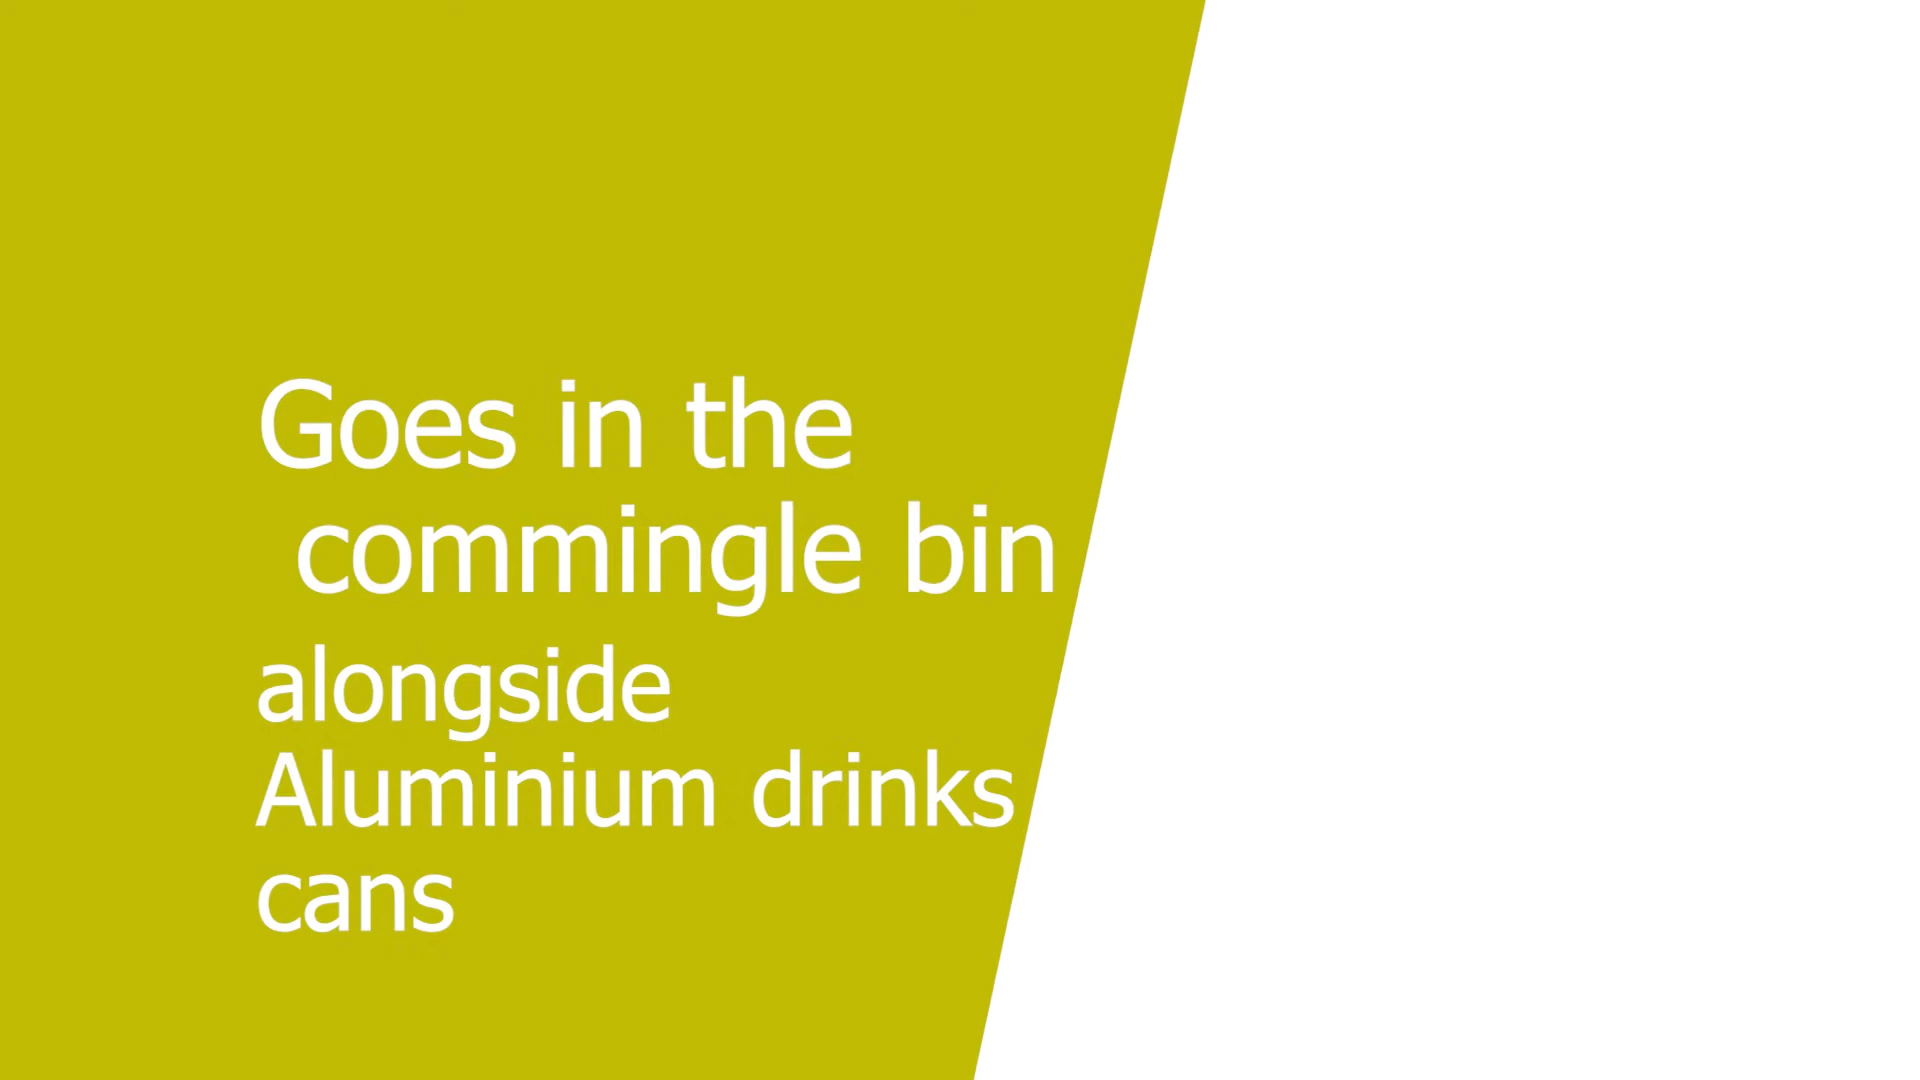 Goes in the
commingle bin
alongside
Aluminium drinks
cans